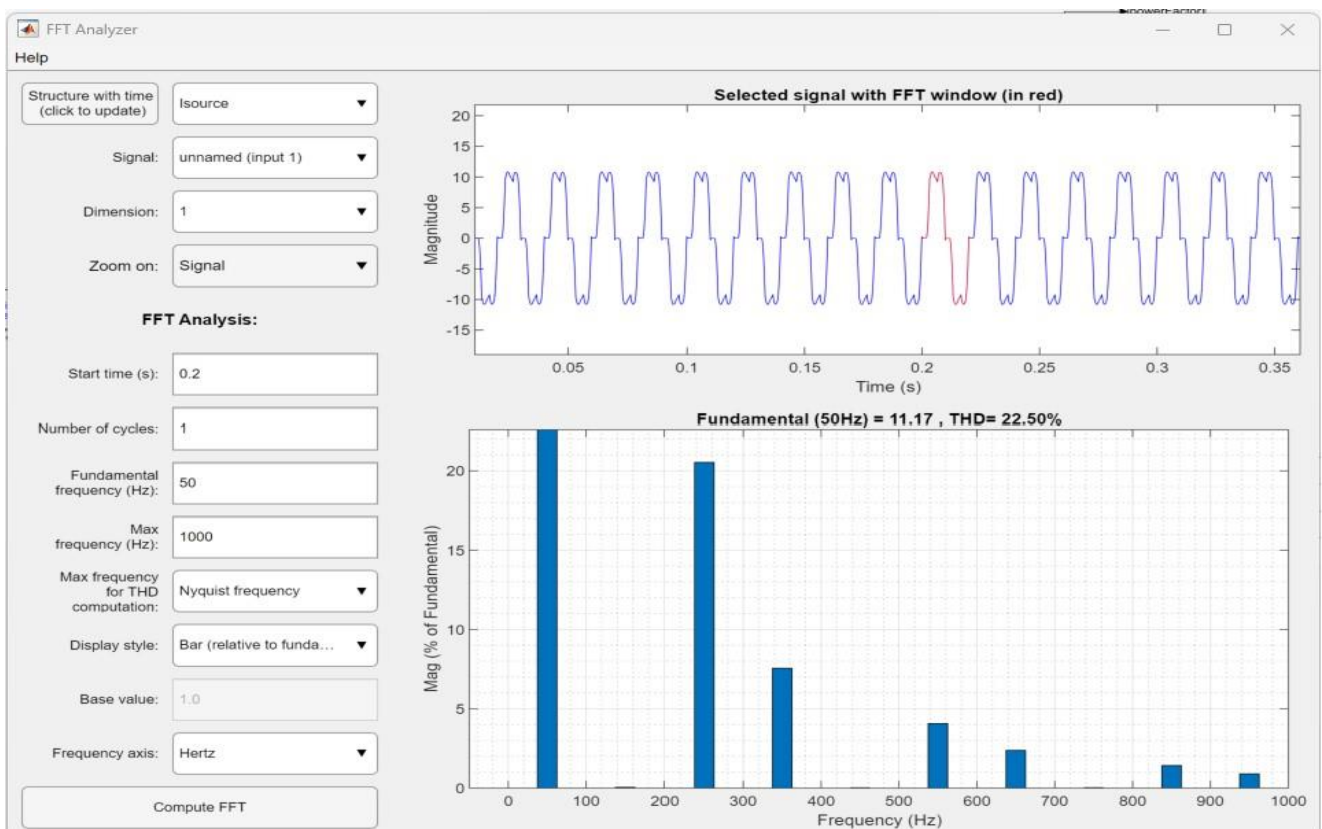 powerFactor
FFT Analyzer
Help
Structure with time
(click to update)
Isource
Signal:
unnamed (input 1)
Dimension:
1
Zoom on:
Signal
FFT Analysis:
Start time (s):
0.2
Number of cycles:
1
Fundamental
frequency (Hz):
50
Max
frequency (Hz):
1000
Max frequency
for THD
computation:
Nyquist frequency
Display style:
Bar (relative to funda...
Base value:
1.0
Frequency axis:
Hertz
Compute FFT
Selected signal with FFT window (in red)
20
15
10
5
0
-5
-10
-15
Magnitude
0.05 0.1 0.15 0.2 0.25 0.3 0.35
Time (s)
Fundamental (50Hz) = 11.17 , THD= 22.50%
20
15
10
5
0
Mag (% of Fundamental)
0 100 200 300 400 500 600 700 800 900 1000
Frequency (Hz)